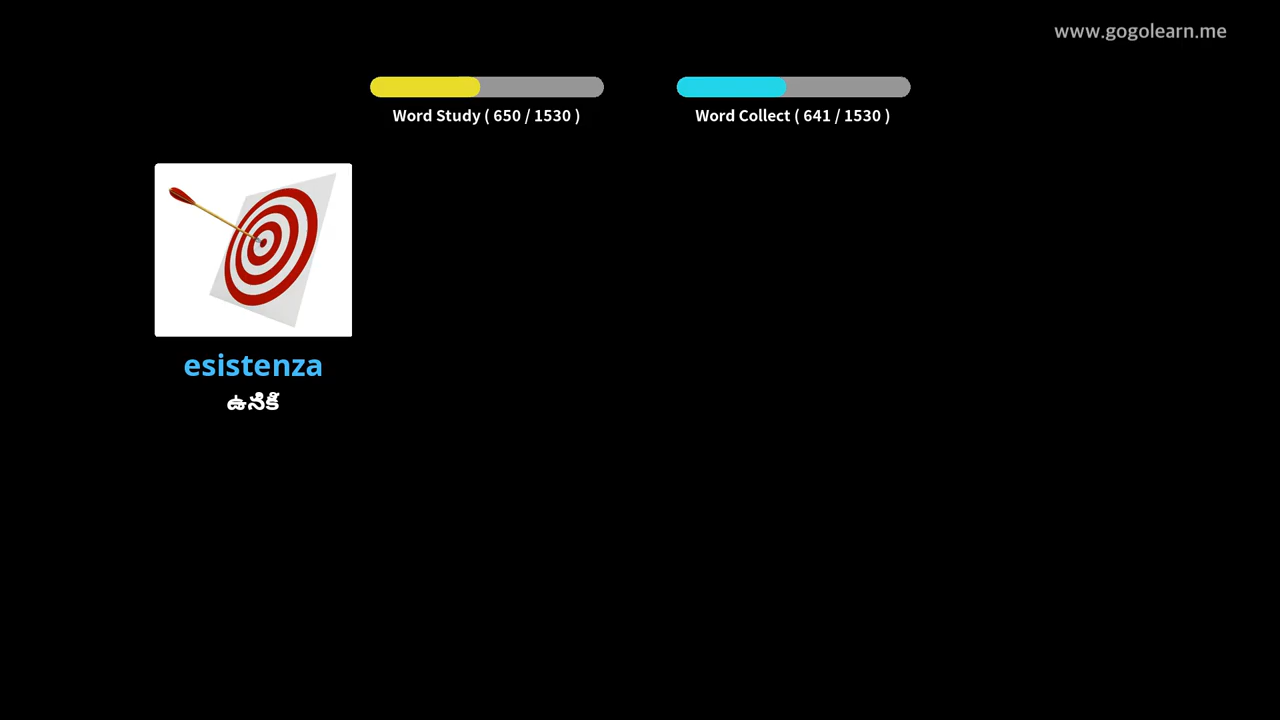 www.gogolearn.me
Word Study ( 650 / 1530 )
Word Collect ( 641 / 1530 )
esistenza
ఉనికి